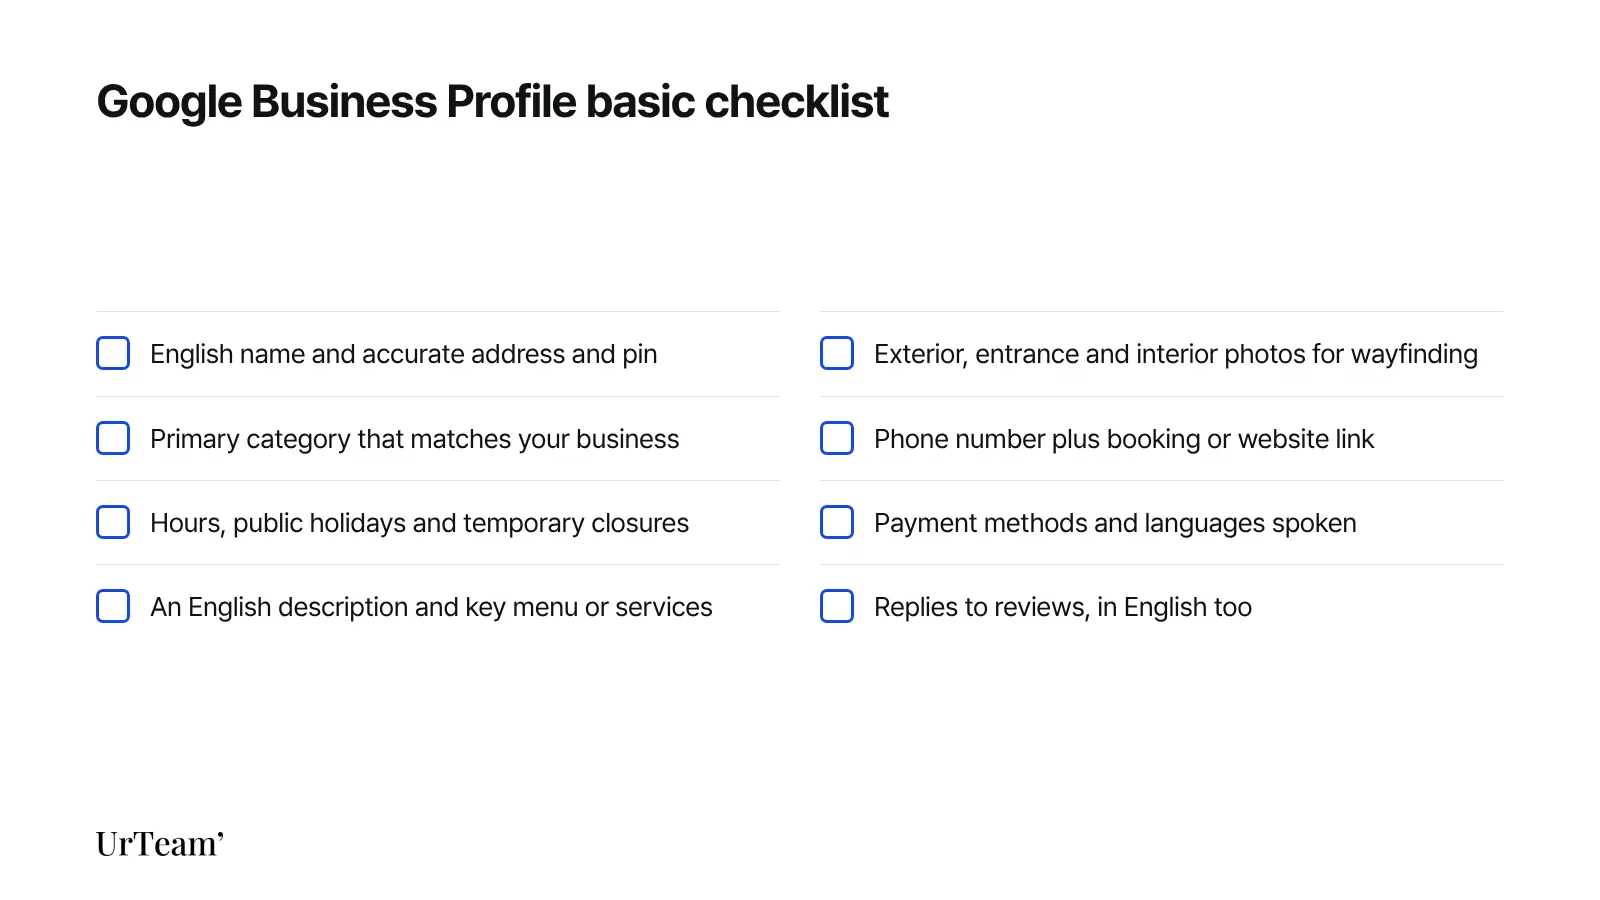 Google Business Profile basic checklist
English name and accurate address and pin
Primary category that matches your business
Hours, public holidays and temporary closures
An English description and key menu or services
Exterior, entrance and interior photos for wayfinding
Phone number plus booking or website link
Payment methods and languages spoken
Replies to reviews, in English too
UrTeam’